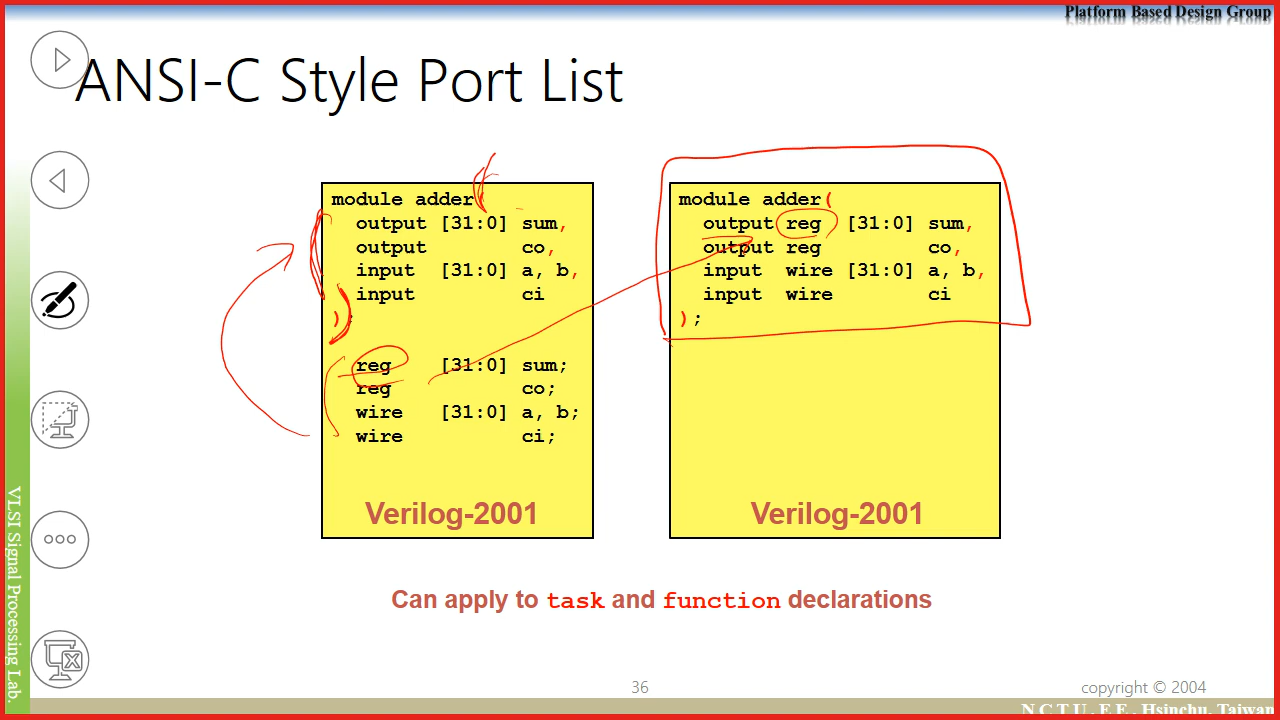 Platform Based Design Group
ANSI-C Style Port List
module adder(
output [31:0] sum,
output co,
input [31:0] a, b,
input ci
);
reg [31:0] sum;
reg co;
wire [31:0] a, b;
wire ci;
Verilog-2001
module adder(
output reg [31:0] sum,
output reg co,
input wire [31:0] a, b,
input wire ci
);
Verilog-2001
Can apply to task and function declarations
VLSI Signal Processing Lab.
36
copyright © 2004
N C T U . E E , Hsinchu, Taiwan